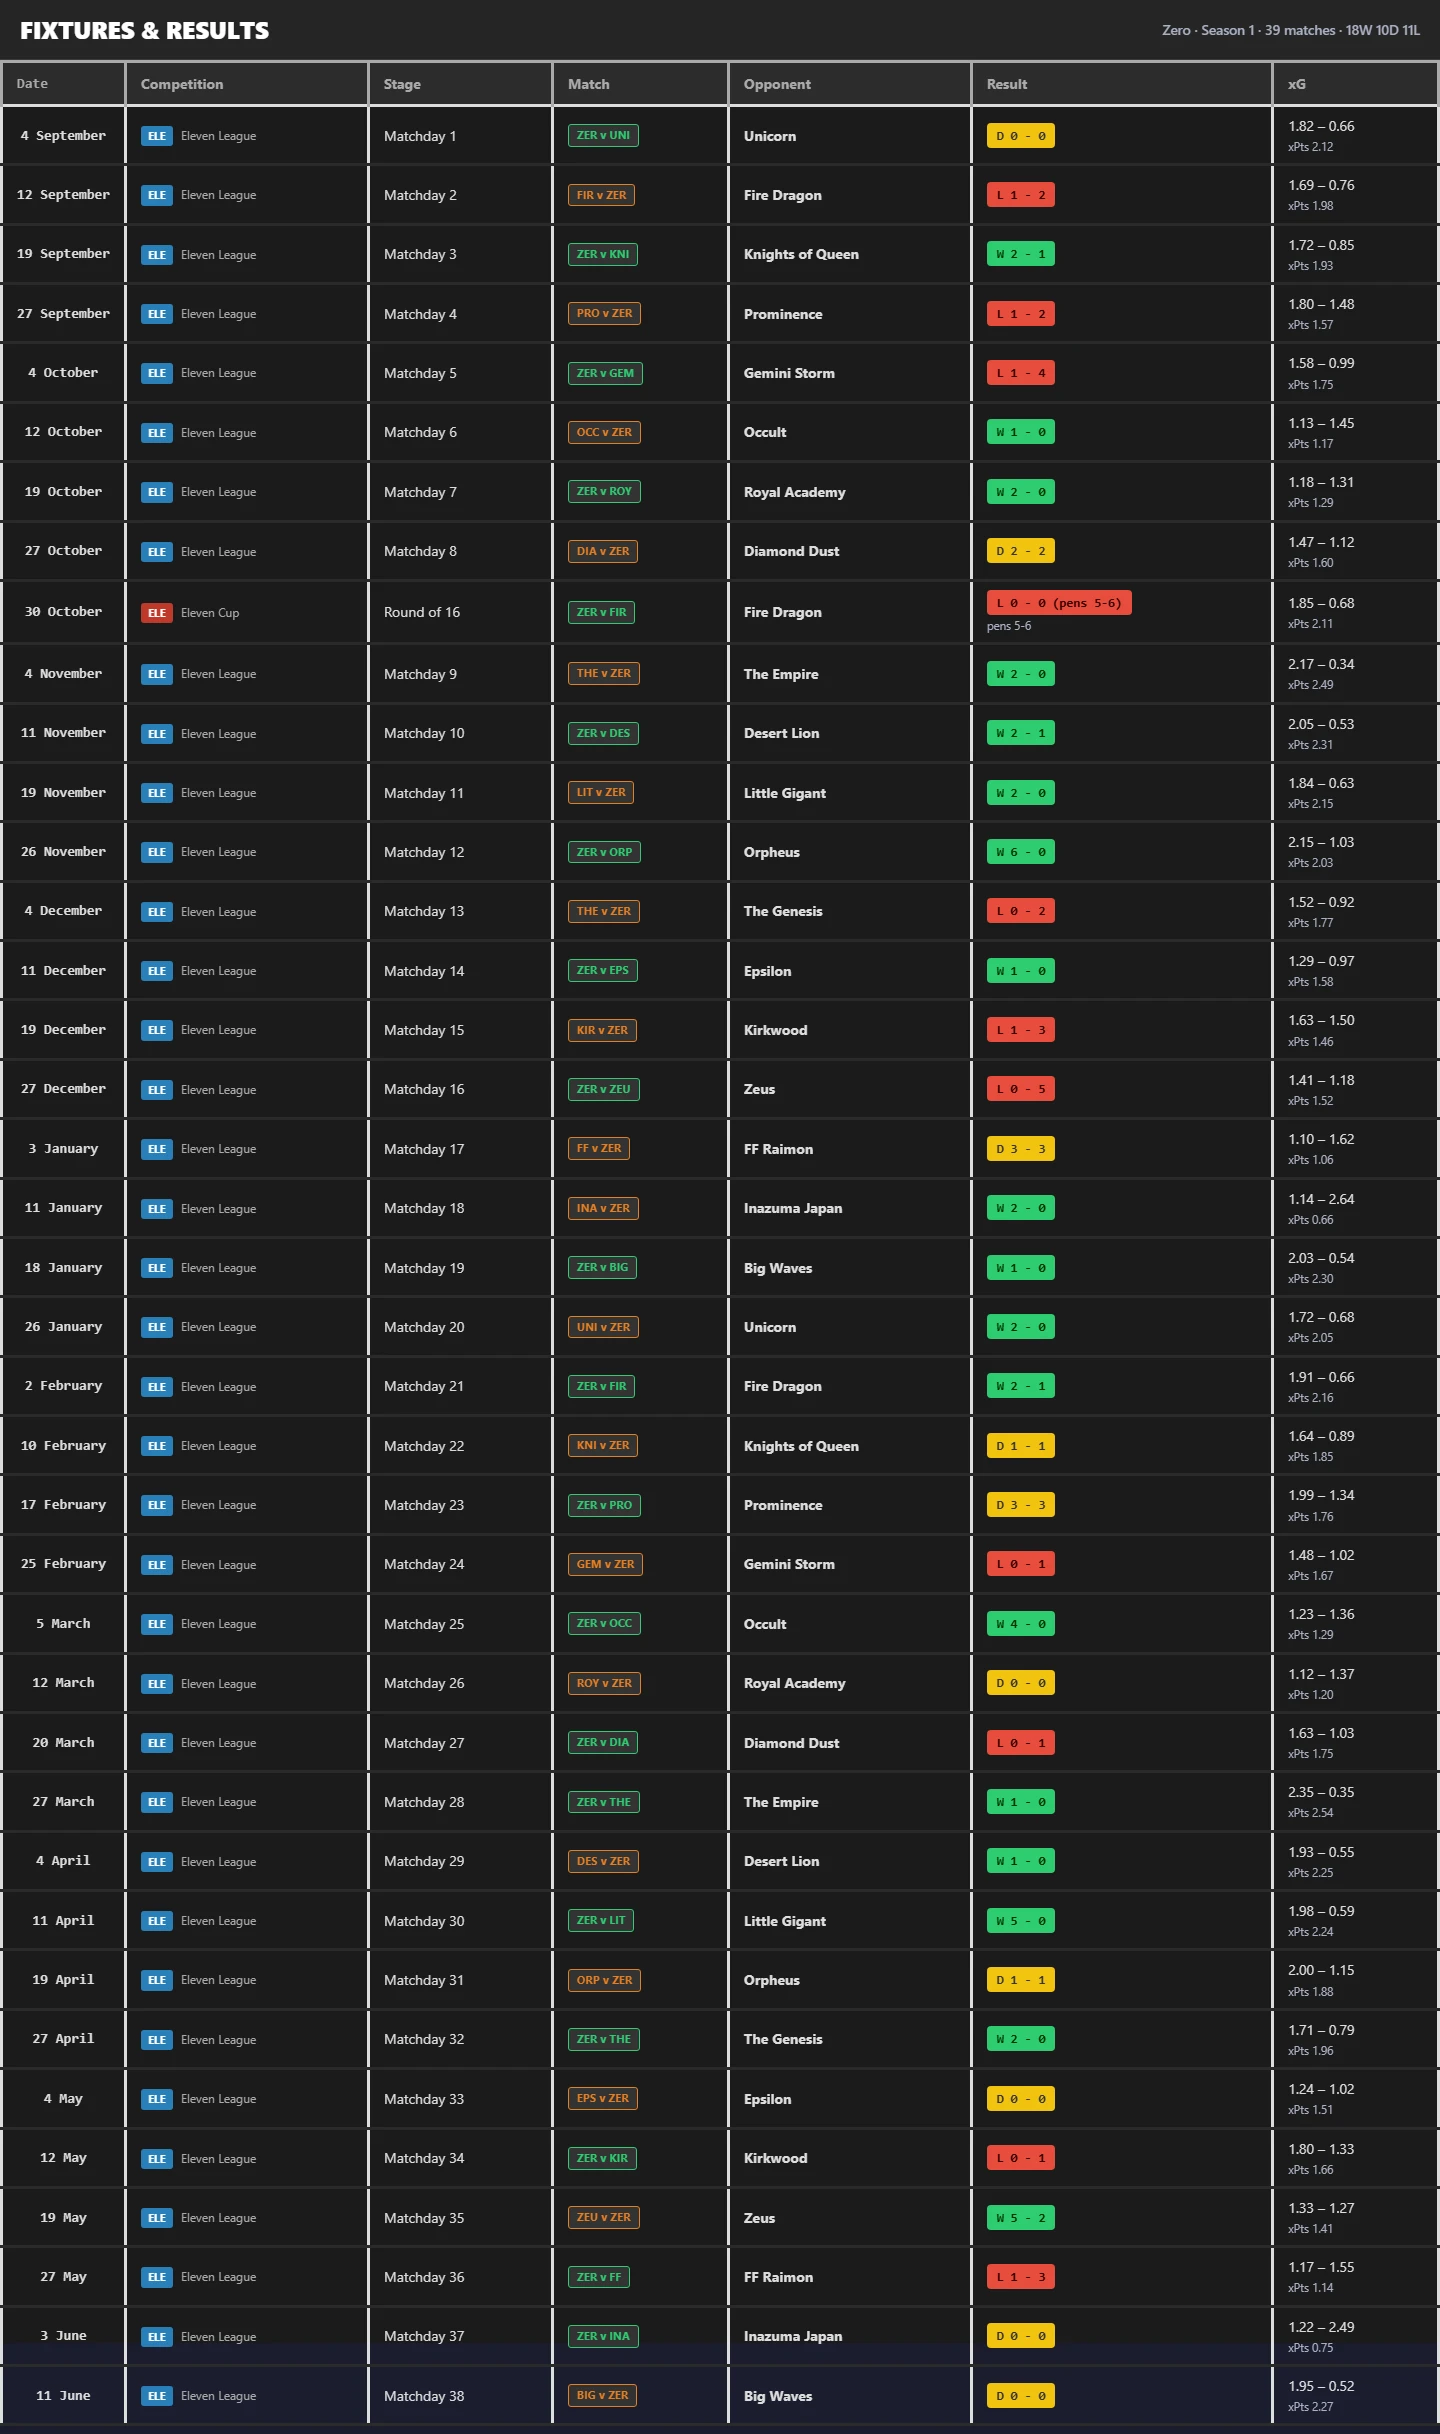 FIXTURES & RESULTS
Zero · Season 1 · 39 matches · 18W 10D 11L
Date Competition Stage Match Opponent Result xG
4 September ELE Eleven League Matchday 1 ZER v UNI Unicorn D 0 - 0 1.82 – 0.66
xPts 2.12
12 September ELE Eleven League Matchday 2 FIR v ZER Fire Dragon L 1 - 2 1.69 – 0.76
xPts 1.98
19 September ELE Eleven League Matchday 3 ZER v KNI Knights of Queen W 2 - 1 1.72 – 0.85
xPts 1.93
27 September ELE Eleven League Matchday 4 PRO v ZER Prominence L 1 - 2 1.80 – 1.48
xPts 1.57
4 October ELE Eleven League Matchday 5 ZER v GEM Gemini Storm L 1 - 4 1.58 – 0.99
xPts 1.75
12 October ELE Eleven League Matchday 6 OCC v ZER Occult W 1 - 0 1.13 – 1.45
xPts 1.17
19 October ELE Eleven League Matchday 7 ZER v ROY Royal Academy W 2 - 0 1.18 – 1.31
xPts 1.29
27 October ELE Eleven League Matchday 8 DIA v ZER Diamond Dust D 2 - 2 1.47 – 1.12
xPts 1.60
30 October ELE Eleven Cup Round of 16 ZER v FIR Fire Dragon L 0 - 0 (pens 5-6) 1.85 – 0.68
pens 5-6 xPts 2.11
4 November ELE Eleven League Matchday 9 THE v ZER The Empire W 2 - 0 2.17 – 0.34
xPts 2.49
11 November ELE Eleven League Matchday 10 ZER v DES Desert Lion W 2 - 1 2.05 – 0.53
xPts 2.31
19 November ELE Eleven League Matchday 11 LIT v ZER Little Gigant W 2 - 0 1.84 – 0.63
xPts 2.15
26 November ELE Eleven League Matchday 12 ZER v ORP Orpheus W 6 - 0 2.15 – 1.03
xPts 2.03
4 December ELE Eleven League Matchday 13 THE v ZER The Genesis L 0 - 2 1.52 – 0.92
xPts 1.77
11 December ELE Eleven League Matchday 14 ZER v EPS Epsilon W 1 - 0 1.29 – 0.97
xPts 1.58
19 December ELE Eleven League Matchday 15 KIR v ZER Kirkwood L 1 - 3 1.63 – 1.50
xPts 1.46
27 December ELE Eleven League Matchday 16 ZER v ZEU Zeus L 0 - 5 1.41 – 1.18
xPts 1.52
3 January ELE Eleven League Matchday 17 FF v ZER FF Raimon D 3 - 3 1.10 – 1.62
xPts 1.06
11 January ELE Eleven League Matchday 18 INA v ZER Inazuma Japan W 2 - 0 1.14 – 2.64
xPts 0.66
18 January ELE Eleven League Matchday 19 ZER v BIG Big Waves W 1 - 0 2.03 – 0.54
xPts 2.30
26 January ELE Eleven League Matchday 20 UNI v ZER Unicorn W 2 - 0 1.72 – 0.68
xPts 2.05
2 February ELE Eleven League Matchday 21 ZER v FIR Fire Dragon W 2 - 1 1.91 – 0.66
xPts 2.16
10 February ELE Eleven League Matchday 22 KNI v ZER Knights of Queen D 1 - 1 1.64 – 0.89
xPts 1.85
17 February ELE Eleven League Matchday 23 ZER v PRO Prominence D 3 - 3 1.99 – 1.34
xPts 1.76
25 February ELE Eleven League Matchday 24 GEM v ZER Gemini Storm L 0 - 1 1.48 – 1.02
xPts 1.67
5 March ELE Eleven League Matchday 25 ZER v OCC Occult W 4 - 0 1.23 – 1.36
xPts 1.29
12 March ELE Eleven League Matchday 26 ROY v ZER Royal Academy D 0 - 0 1.12 – 1.37
xPts 1.20
20 March ELE Eleven League Matchday 27 ZER v DIA Diamond Dust L 0 - 1 1.63 – 1.03
xPts 1.75
27 March ELE Eleven League Matchday 28 ZER v THE The Empire W 1 - 0 2.35 – 0.35
xPts 2.54
4 April ELE Eleven League Matchday 29 DES v ZER Desert Lion W 1 - 0 1.93 – 0.55
xPts 2.25
11 April ELE Eleven League Matchday 30 ZER v LIT Little Gigant W 5 - 0 1.98 – 0.59
xPts 2.24
19 April ELE Eleven League Matchday 31 ORP v ZER Orpheus D 1 - 1 2.00 – 1.15
xPts 1.88
27 April ELE Eleven League Matchday 32 ZER v THE The Genesis W 2 - 0 1.71 – 0.79
xPts 1.96
4 May ELE Eleven League Matchday 33 EPS v ZER Epsilon D 0 - 0 1.24 – 1.02
xPts 1.51
12 May ELE Eleven League Matchday 34 ZER v KIR Kirkwood L 0 - 1 1.80 – 1.33
xPts 1.66
19 May ELE Eleven League Matchday 35 ZEU v ZER Zeus W 5 - 2 1.33 – 1.27
xPts 1.41
27 May ELE Eleven League Matchday 36 ZER v FF FF Raimon L 1 - 3 1.17 – 1.55
xPts 1.14
3 June ELE Eleven League Matchday 37 ZER v INA Inazuma Japan D 0 - 0 1.22 – 2.49
xPts 0.75
11 June ELE Eleven League Matchday 38 BIG v ZER Big Waves D 0 - 0 1.95 – 0.52
xPts 2.27